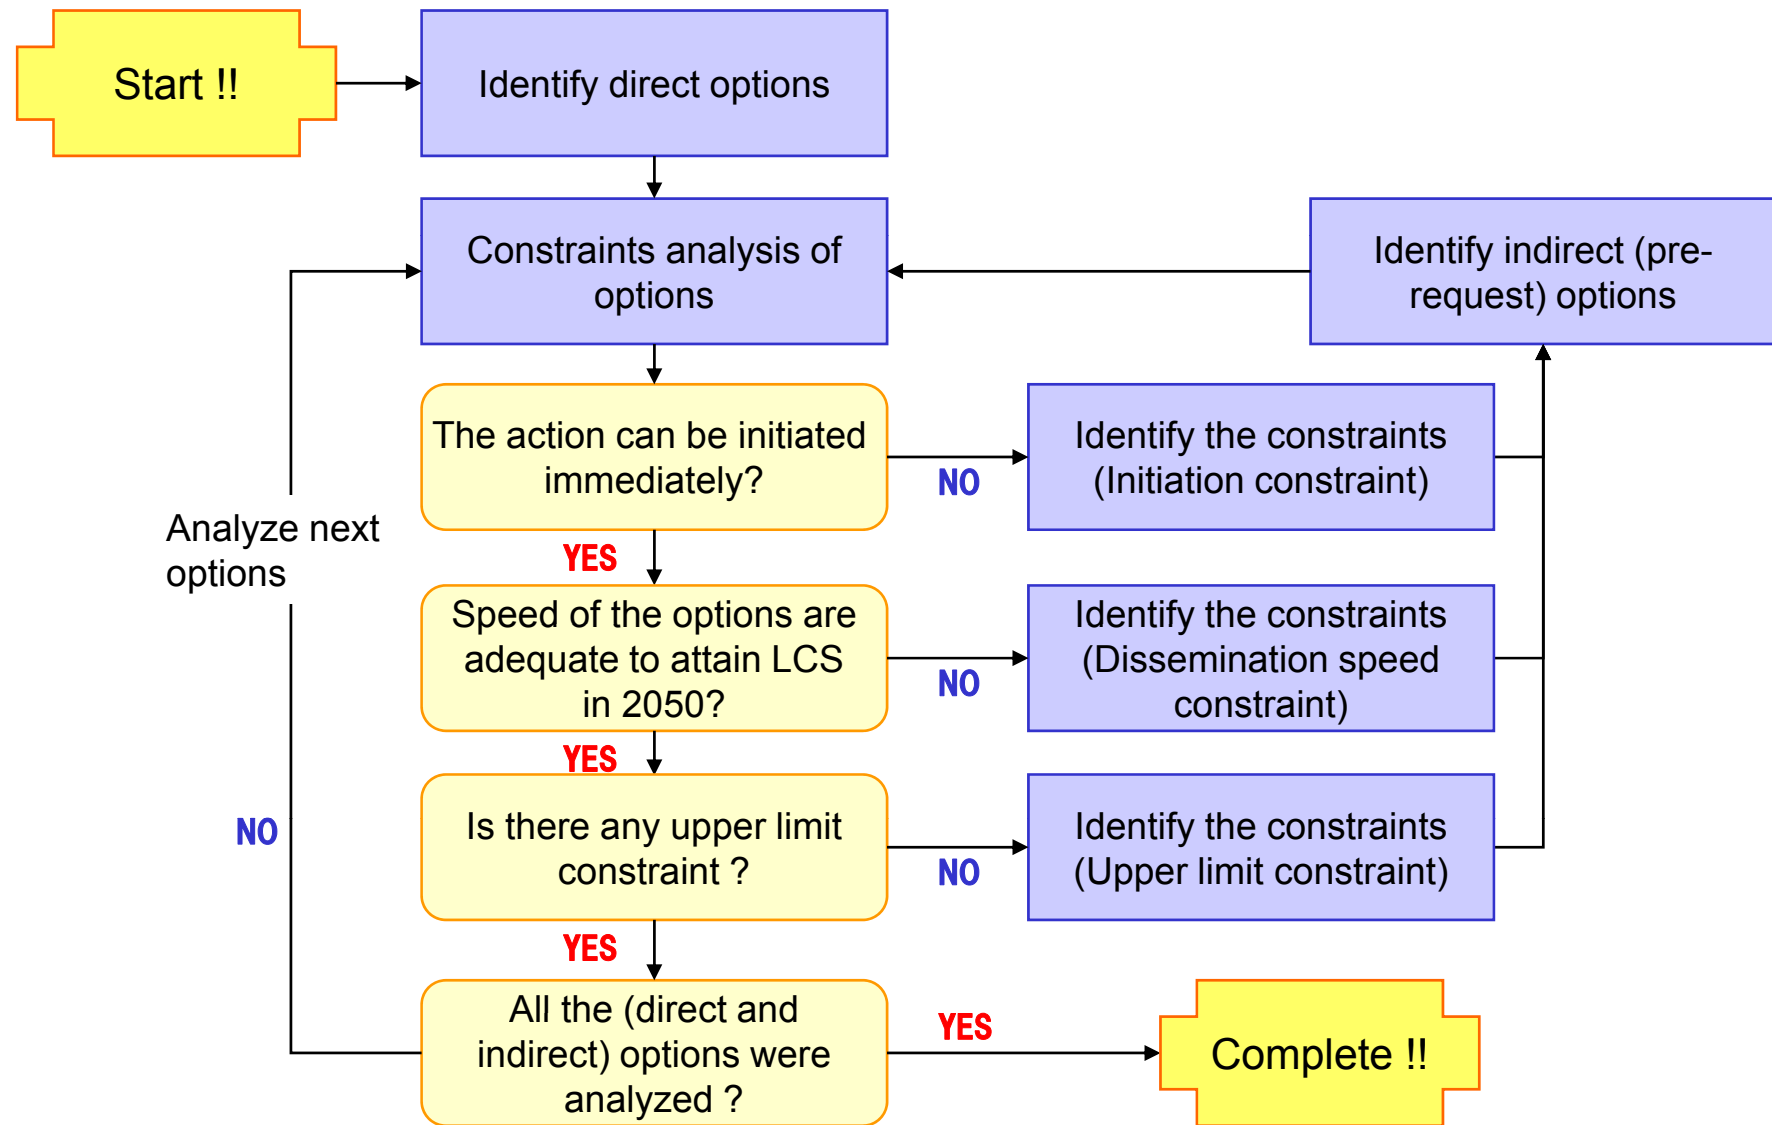 Start !!
Identify direct options
Constraints analysis of
options
Identify indirect (pre-
request) options
The action can be initiated
immediately?
NO
Identify the constraints
(Initiation constraint)
YES
Analyze next
options
Speed of the options are
adequate to attain LCS
in 2050?
NO
Identify the constraints
(Dissemination speed
constraint)
YES
Is there any upper limit
constraint ?
NO
Identify the constraints
(Upper limit constraint)
NO
YES
All the (direct and
indirect) options were
analyzed ?
YES
Complete !!